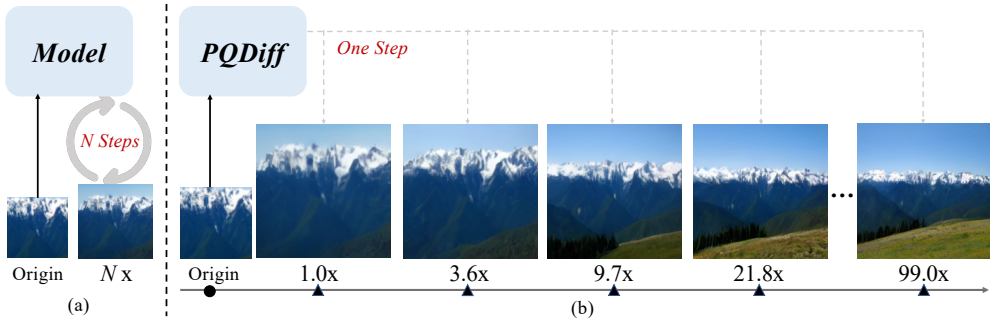 Model
N Steps
Origin
N x
(a)
PQDiff
One Step
Origin
1.0x
3.6x
9.7x
21.8x
...
99.0x
(b)